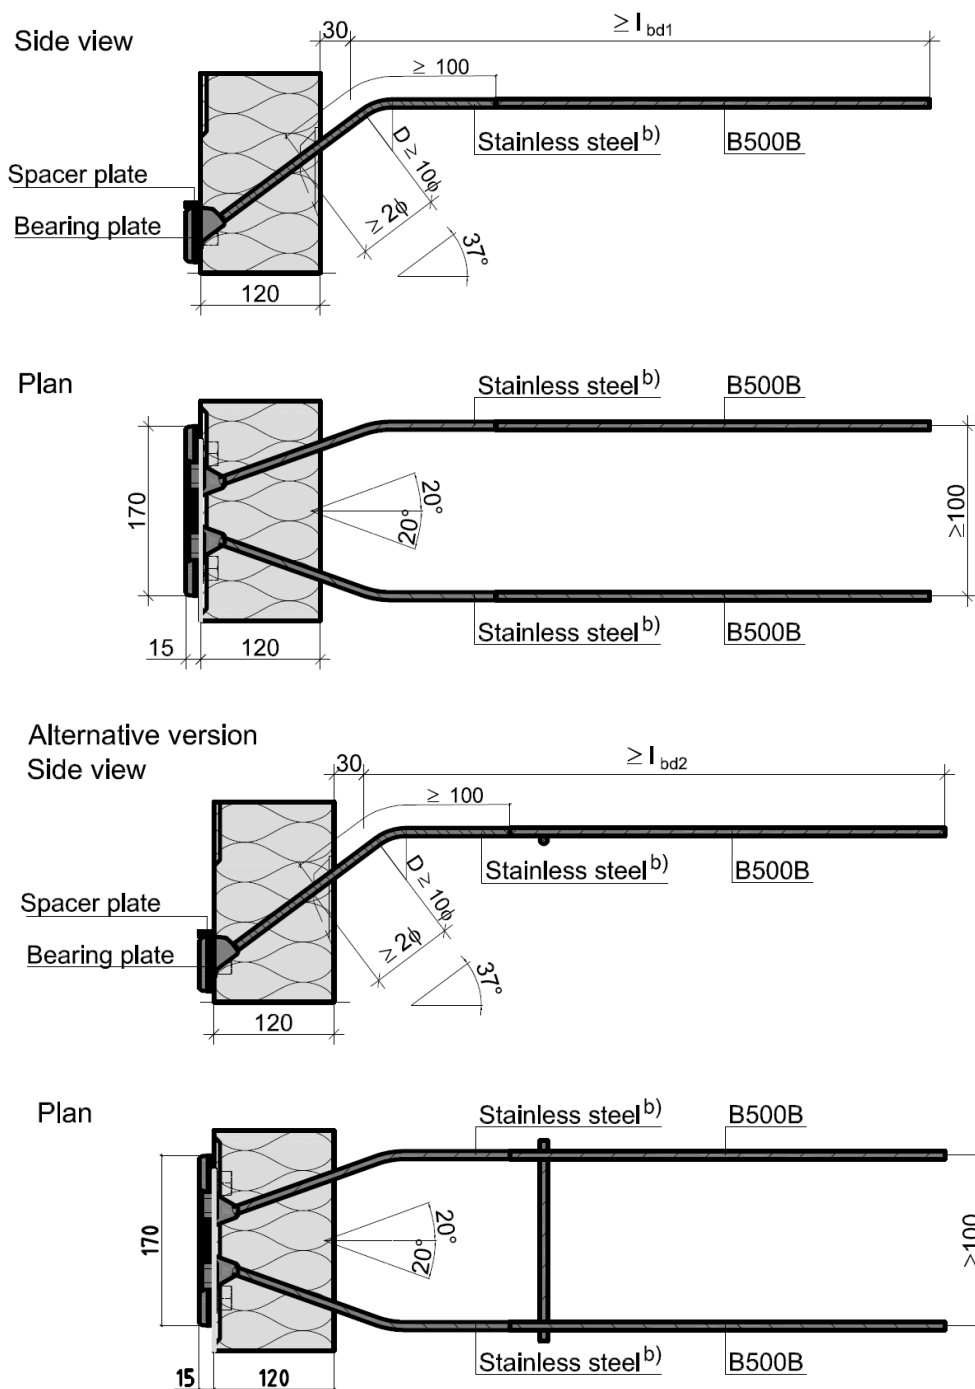 Side view
30
≥ l bd1
≥ 100
Stainless steel b)
B500B
D ≥ 10ϕ
≥ 2ϕ
37°
Spacer plate
Bearing plate
120
Plan
Stainless steel b)
B500B
170
20°
20°
≥100
Stainless steel b)
B500B
15
120
Alternative version
Side view
30
≥ l bd2
≥ 100
Stainless steel b)
B500B
D ≥ 10ϕ
≥ 2ϕ
37°
Spacer plate
Bearing plate
120
Plan
Stainless steel b)
B500B
170
20°
20°
≥100
Stainless steel b)
B500B
15
120